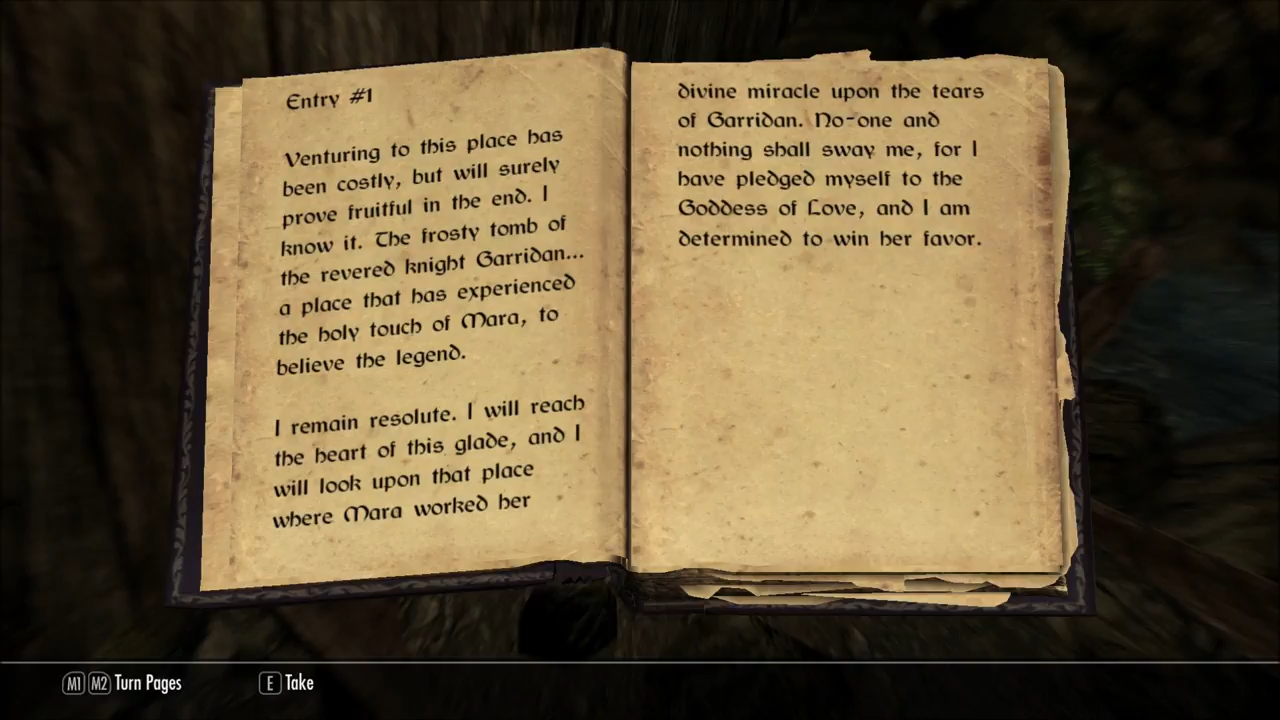 Entry #1
Venturing to this place has
been costly, but will surely
prove fruitful in the end. I
know it. The frosty tomb of
the revered knight Garridan...
a place that has experienced
the holy touch of Mara, to
believe the legend.
I remain resolute. I will reach
the heart of this glade, and I
will look upon that place
where Mara worked her
divine miracle upon the tears
of Garridan. No-one and
nothing shall sway me, for I
have pledged myself to the
Goddess of Love, and I am
determined to win her favor.
M1 M2 Turn Pages
E Take